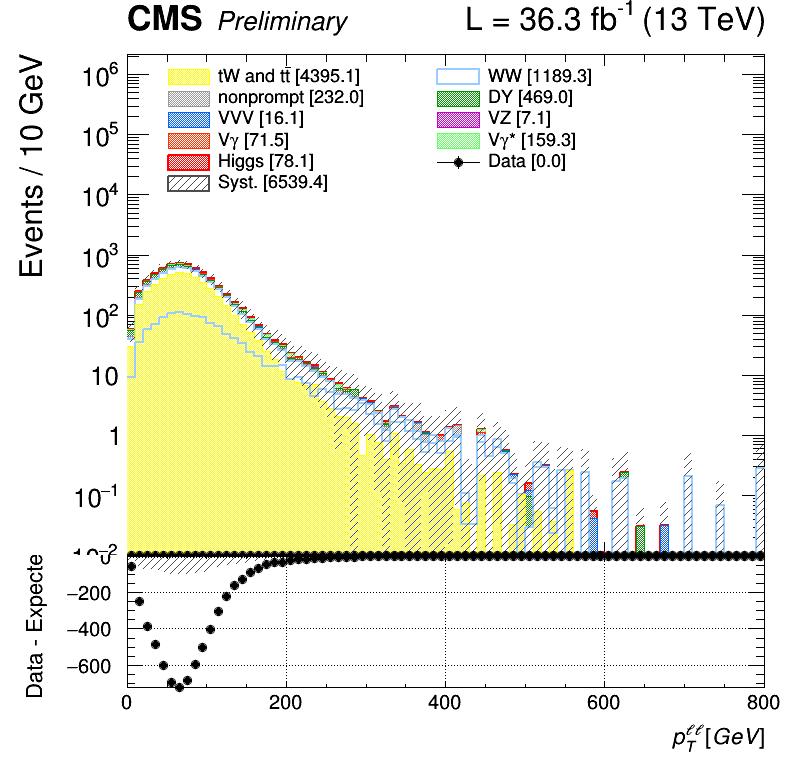 CMS Preliminary L = 36.3 fb⁻¹ (13 TeV)
Events / 10 GeV
tW and tt̄ [4395.1]
nonprompt [232.0]
VVV [16.1]
Vγ [71.5]
Higgs [78.1]
Syst. [6539.4]
WW [1189.3]
DY [469.0]
VZ [7.1]
Vγ* [159.3]
Data [0.0]
10⁶
10⁵
10⁴
10³
10²
10
1
10⁻¹
Data - Expecte
−200
−400
−600
0 200 400 600 800
p_T^ℓℓ [GeV]